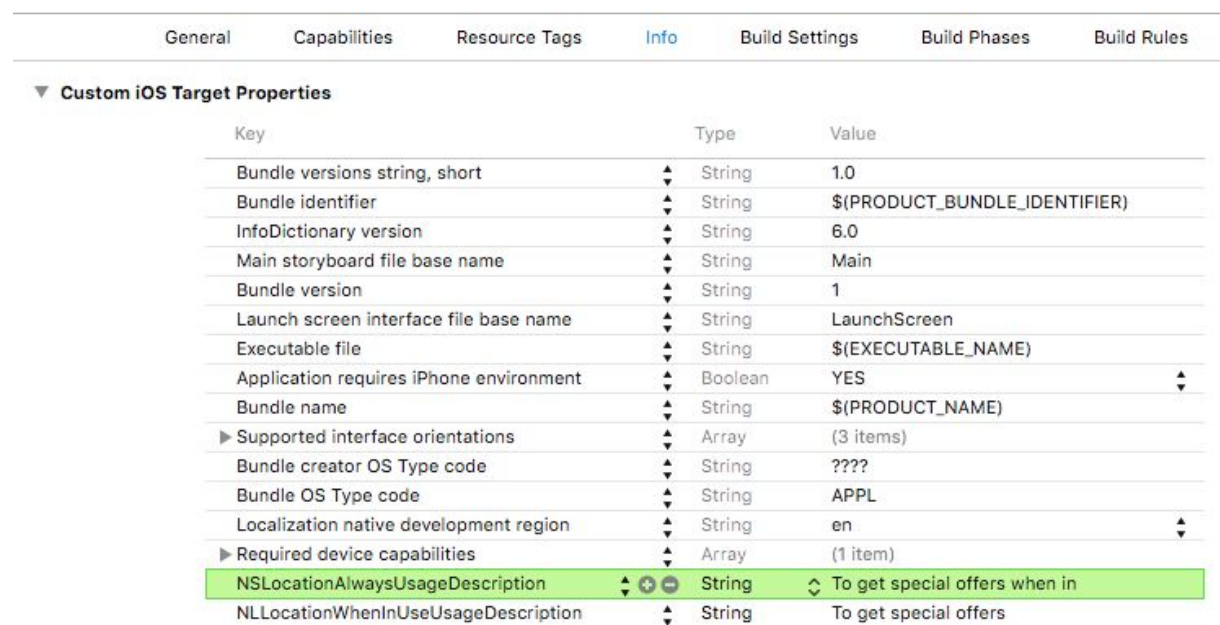 General Capabilities Resource Tags Info Build Settings Build Phases Build Rules
Custom iOS Target Properties
Key Type Value
Bundle versions string, short String 1.0
Bundle identifier String $(PRODUCT_BUNDLE_IDENTIFIER)
InfoDictionary version String 6.0
Main storyboard file base name String Main
Bundle version String 1
Launch screen interface file base name String LaunchScreen
Executable file String $(EXECUTABLE_NAME)
Application requires iPhone environment Boolean YES
Bundle name String $(PRODUCT_NAME)
Supported interface orientations Array (3 items)
Bundle creator OS Type code String ????
Bundle OS Type code String APPL
Localization native development region String en
Required device capabilities Array (1 item)
NSLocationAlwaysUsageDescription String To get special offers when in
NLLocationWhenInUseUsageDescription String To get special offers